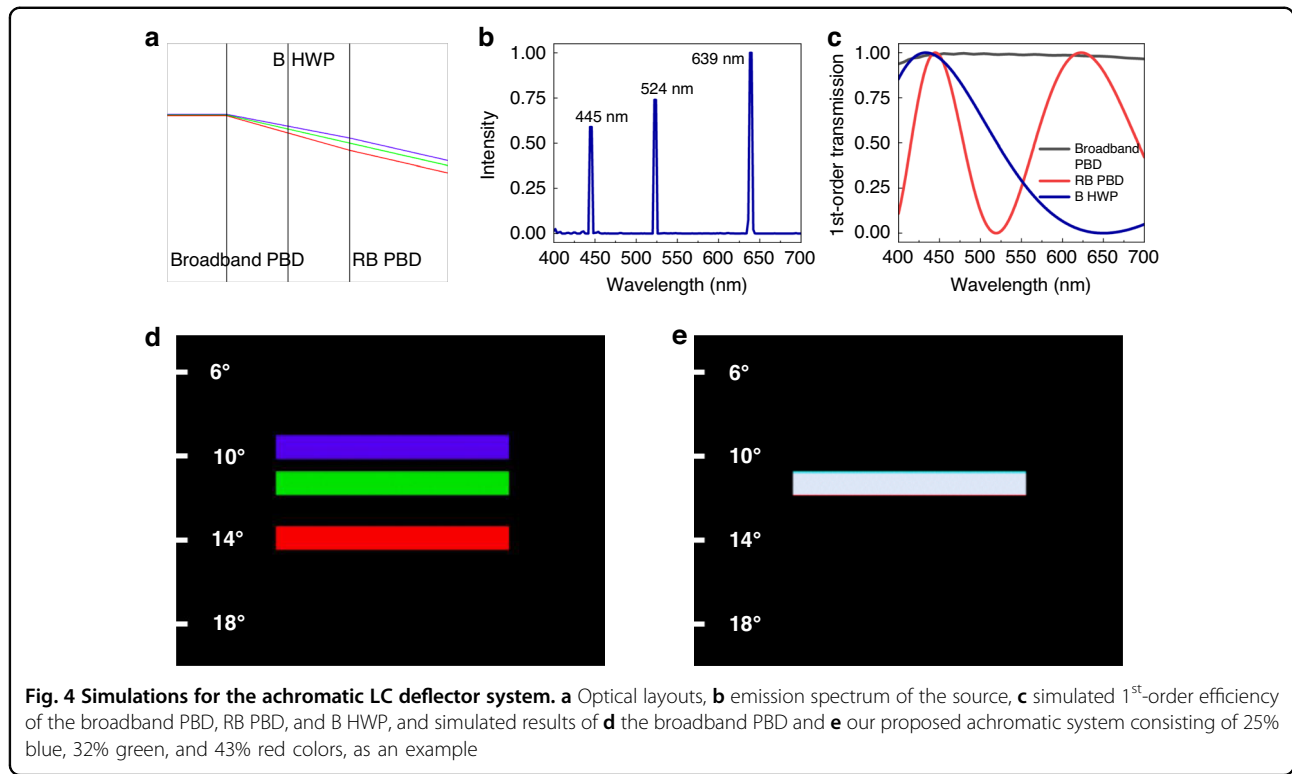 a
B HWP
Broadband PBD
RB PBD
b
1.00
0.75
0.50
0.25
0.00
Intensity
445 nm
524 nm
639 nm
400 450 500 550 600 650 700
Wavelength (nm)
c
1.00
0.75
0.50
0.25
0.00
1st-order transmission
Broadband
PBD
RB PBD
B HWP
400 450 500 550 600 650 700
Wavelength (nm)
d
6°
10°
14°
18°
e
6°
10°
14°
18°
Fig. 4 Simulations for the achromatic LC deflector system. a Optical layouts, b emission spectrum of the source, c simulated 1st-order efficiency
of the broadband PBD, RB PBD, and B HWP, and simulated results of d the broadband PBD and e our proposed achromatic system consisting of 25%
blue, 32% green, and 43% red colors, as an example